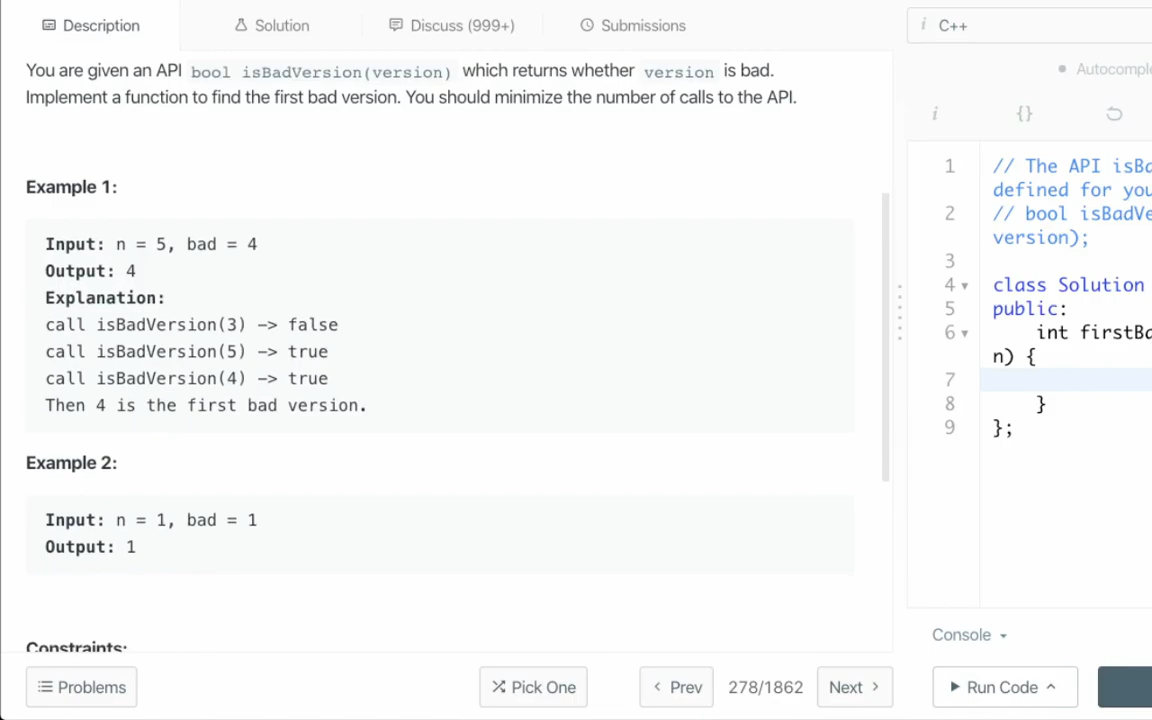 Description
Solution
Discuss (999+)
Submissions
i C++
You are given an API bool isBadVersion(version) which returns whether version is bad.
Implement a function to find the first bad version. You should minimize the number of calls to the API.
Autocomple
i {}
Example 1:
Input: n = 5, bad = 4
Output: 4
Explanation:
call isBadVersion(3) -> false
call isBadVersion(5) -> true
call isBadVersion(4) -> true
Then 4 is the first bad version.
Example 2:
Input: n = 1, bad = 1
Output: 1
Constraints:
1 // The API isBa
defined for you
2 // bool isBadVe
version);
3
4 class Solution
5 public:
6 int firstBa
n) {
7
8 }
9 };
Console
Problems
Pick One
Prev
278/1862
Next
Run Code